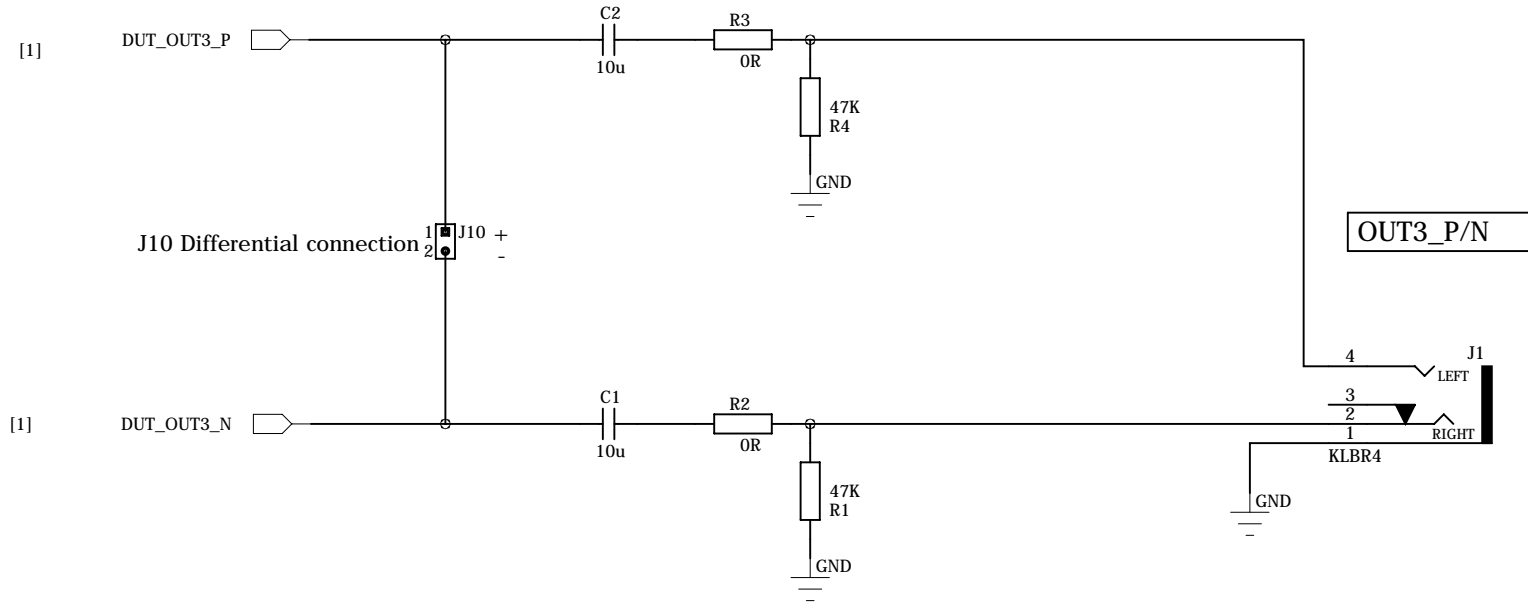 [1]
DUT_OUT3_P
C2
10u
R3
0R
47K
R4
GND
J10 Differential connection
1
2
J10
+
-
OUT3_P/N
[1]
DUT_OUT3_N
C1
10u
R2
0R
47K
R1
GND
4
3
2
1
KLBR4
J1
LEFT
RIGHT
GND